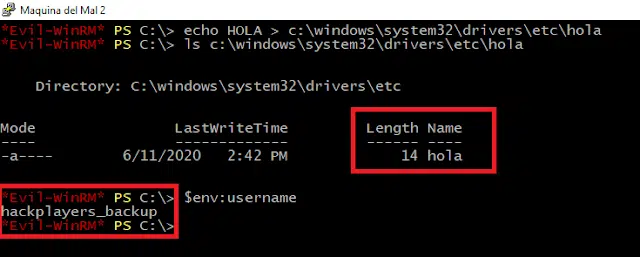 Maquina del Mal 2
*Evil-WinRM* PS C:\> echo HOLA > c:\windows\system32\drivers\etc\hola
*Evil-WinRM* PS C:\> ls c:\windows\system32\drivers\etc\hola
Directory: C:\windows\system32\drivers\etc
Mode LastWriteTime Length Name
---- ------------- ------ ----
-a---- 6/11/2020 2:42 PM 14 hola
*Evil-WinRM* PS C:\> $env:username
hackplayers_backup
*Evil-WinRM* PS C:\>